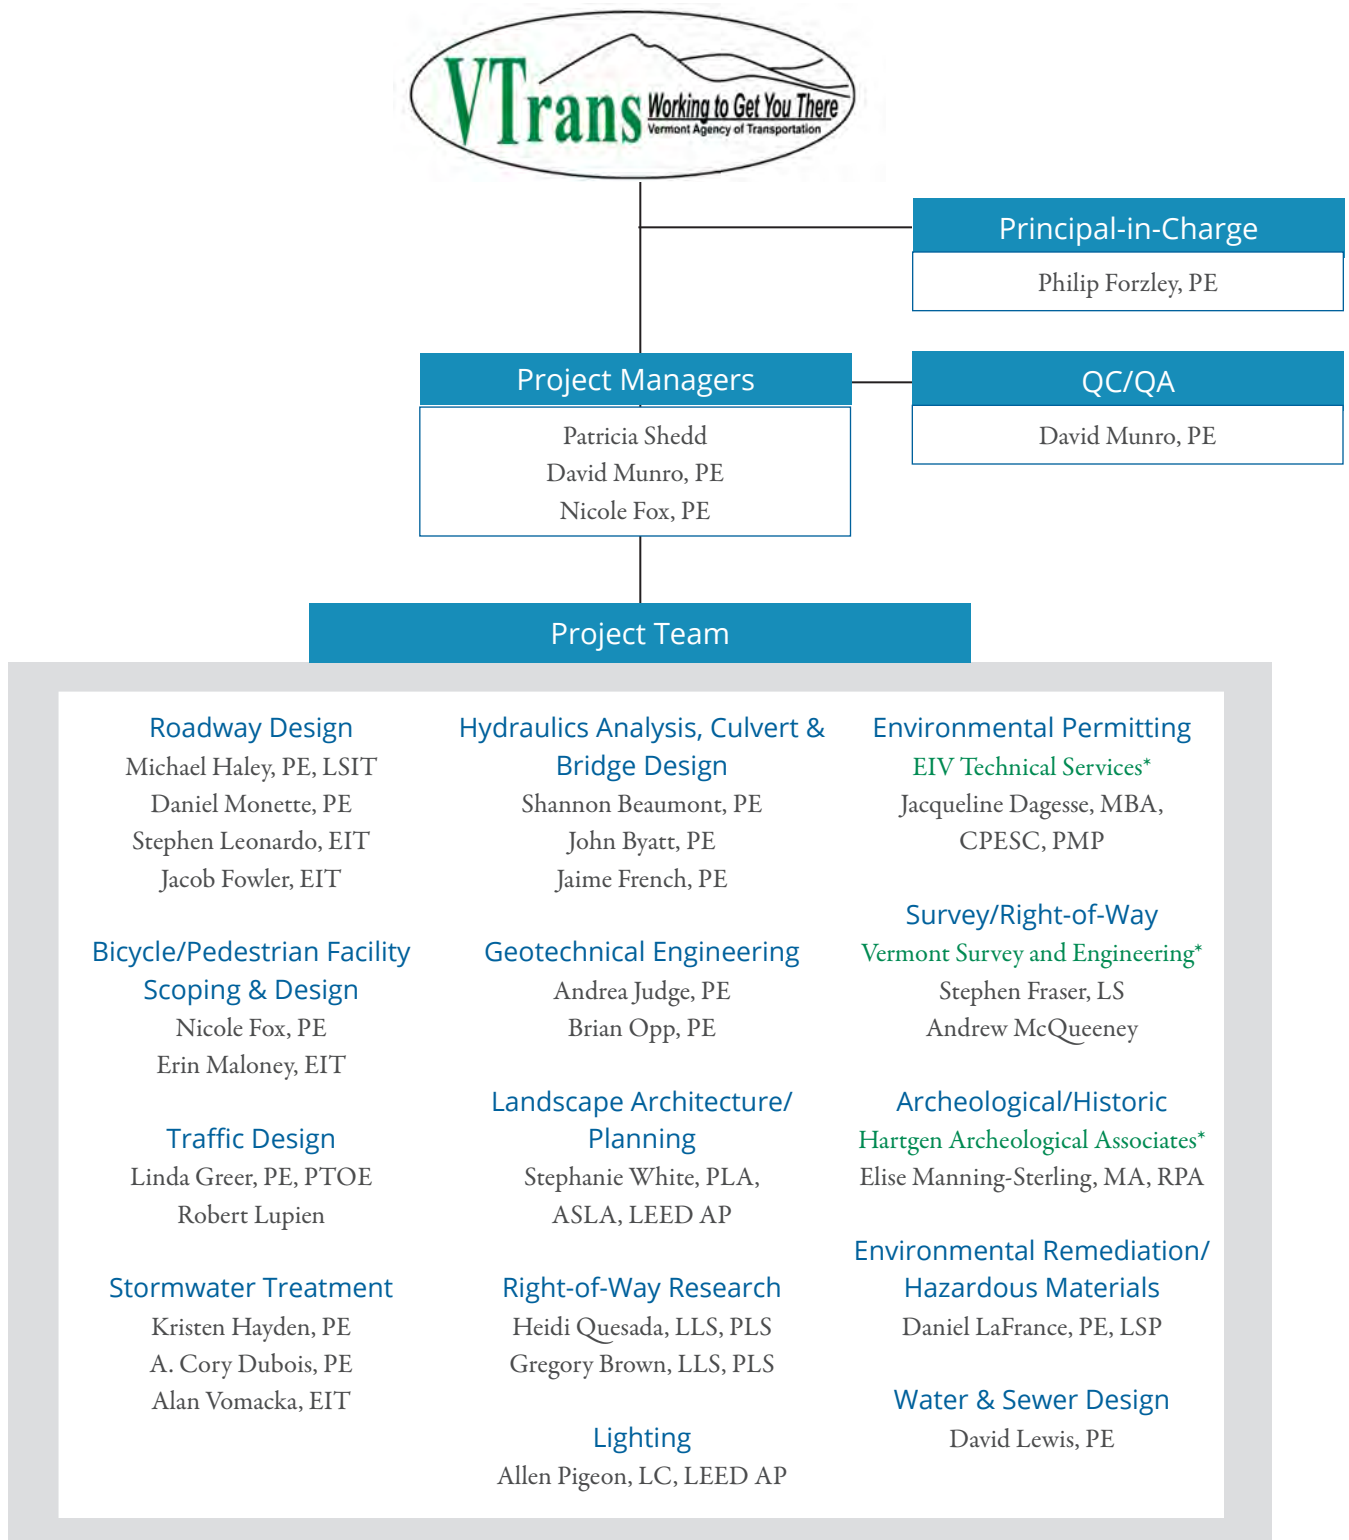 VTrans Working to Get You There
Vermont Agency of Transportation
Principal-in-Charge
Philip Forzley, PE
Project Managers
Patricia Shedd
David Munro, PE
Nicole Fox, PE
QC/QA
David Munro, PE
Project Team
Roadway Design
Michael Haley, PE, LSIT
Daniel Monette, PE
Stephen Leonardo, EIT
Jacob Fowler, EIT
Bicycle/Pedestrian Facility
Scoping & Design
Nicole Fox, PE
Erin Maloney, EIT
Traffic Design
Linda Greer, PE, PTOE
Robert Lupien
Stormwater Treatment
Kristen Hayden, PE
A. Cory Dubois, PE
Alan Vomacka, EIT
Hydraulics Analysis, Culvert &
Bridge Design
Shannon Beaumont, PE
John Byatt, PE
Jaime French, PE
Geotechnical Engineering
Andrea Judge, PE
Brian Opp, PE
Landscape Architecture/
Planning
Stephanie White, PLA,
ASLA, LEED AP
Right-of-Way Research
Heidi Quesada, LLS, PLS
Gregory Brown, LLS, PLS
Lighting
Allen Pigeon, LC, LEED AP
Environmental Permitting
EIV Technical Services*
Jacqueline Dagesse, MBA,
CPESC, PMP
Survey/Right-of-Way
Vermont Survey and Engineering*
Stephen Fraser, LS
Andrew McQueeney
Archeological/Historic
Hartgen Archeological Associates*
Elise Manning-Sterling, MA, RPA
Environmental Remediation/
Hazardous Materials
Daniel LaFrance, PE, LSP
Water & Sewer Design
David Lewis, PE